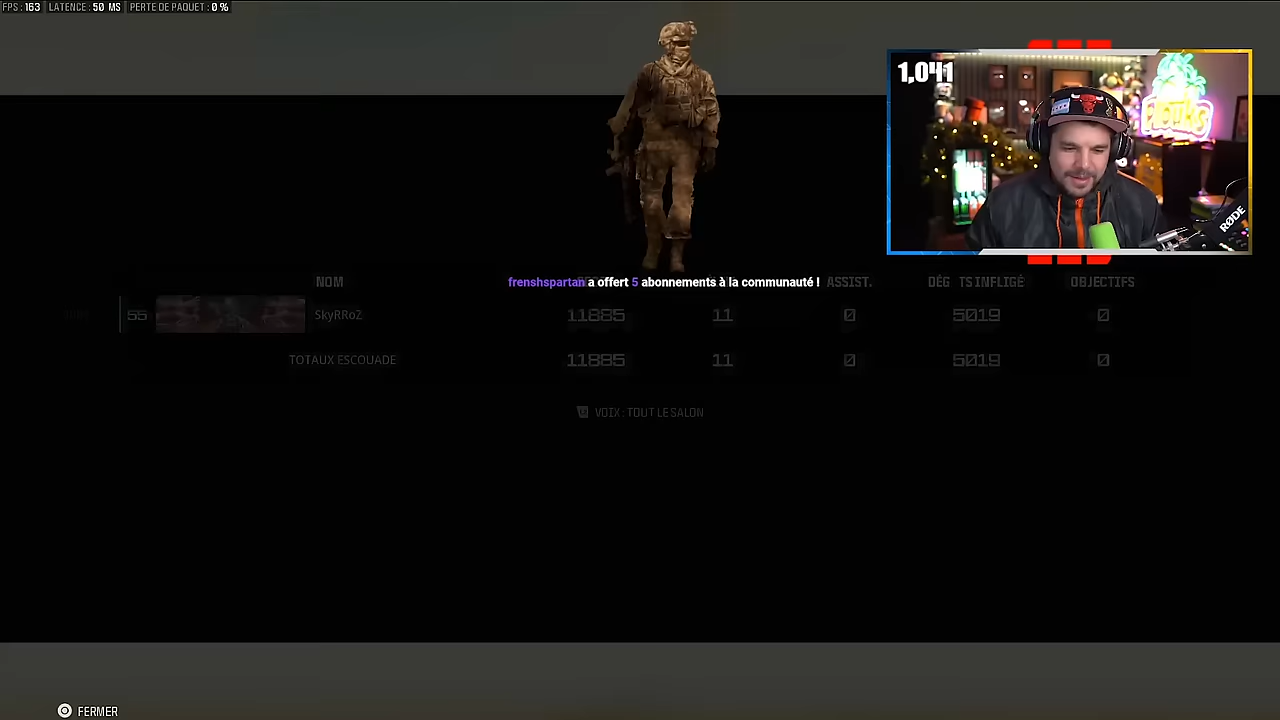 FPS : 163 LATENCE : 50 MS PERTE DE PAQUET : 0 %
1,041
RØDE
frenshspartan a offert 5 abonnements à la communauté !
NOM ASSIST. DÉG TS INFLIGÉ OBJECTIFS
55 SkyRRoZ 11885 11 0 5019 0
TOTAUX ESCOUADE 11885 11 0 5019 0
VOIX : TOUT LE SALON
FERMER